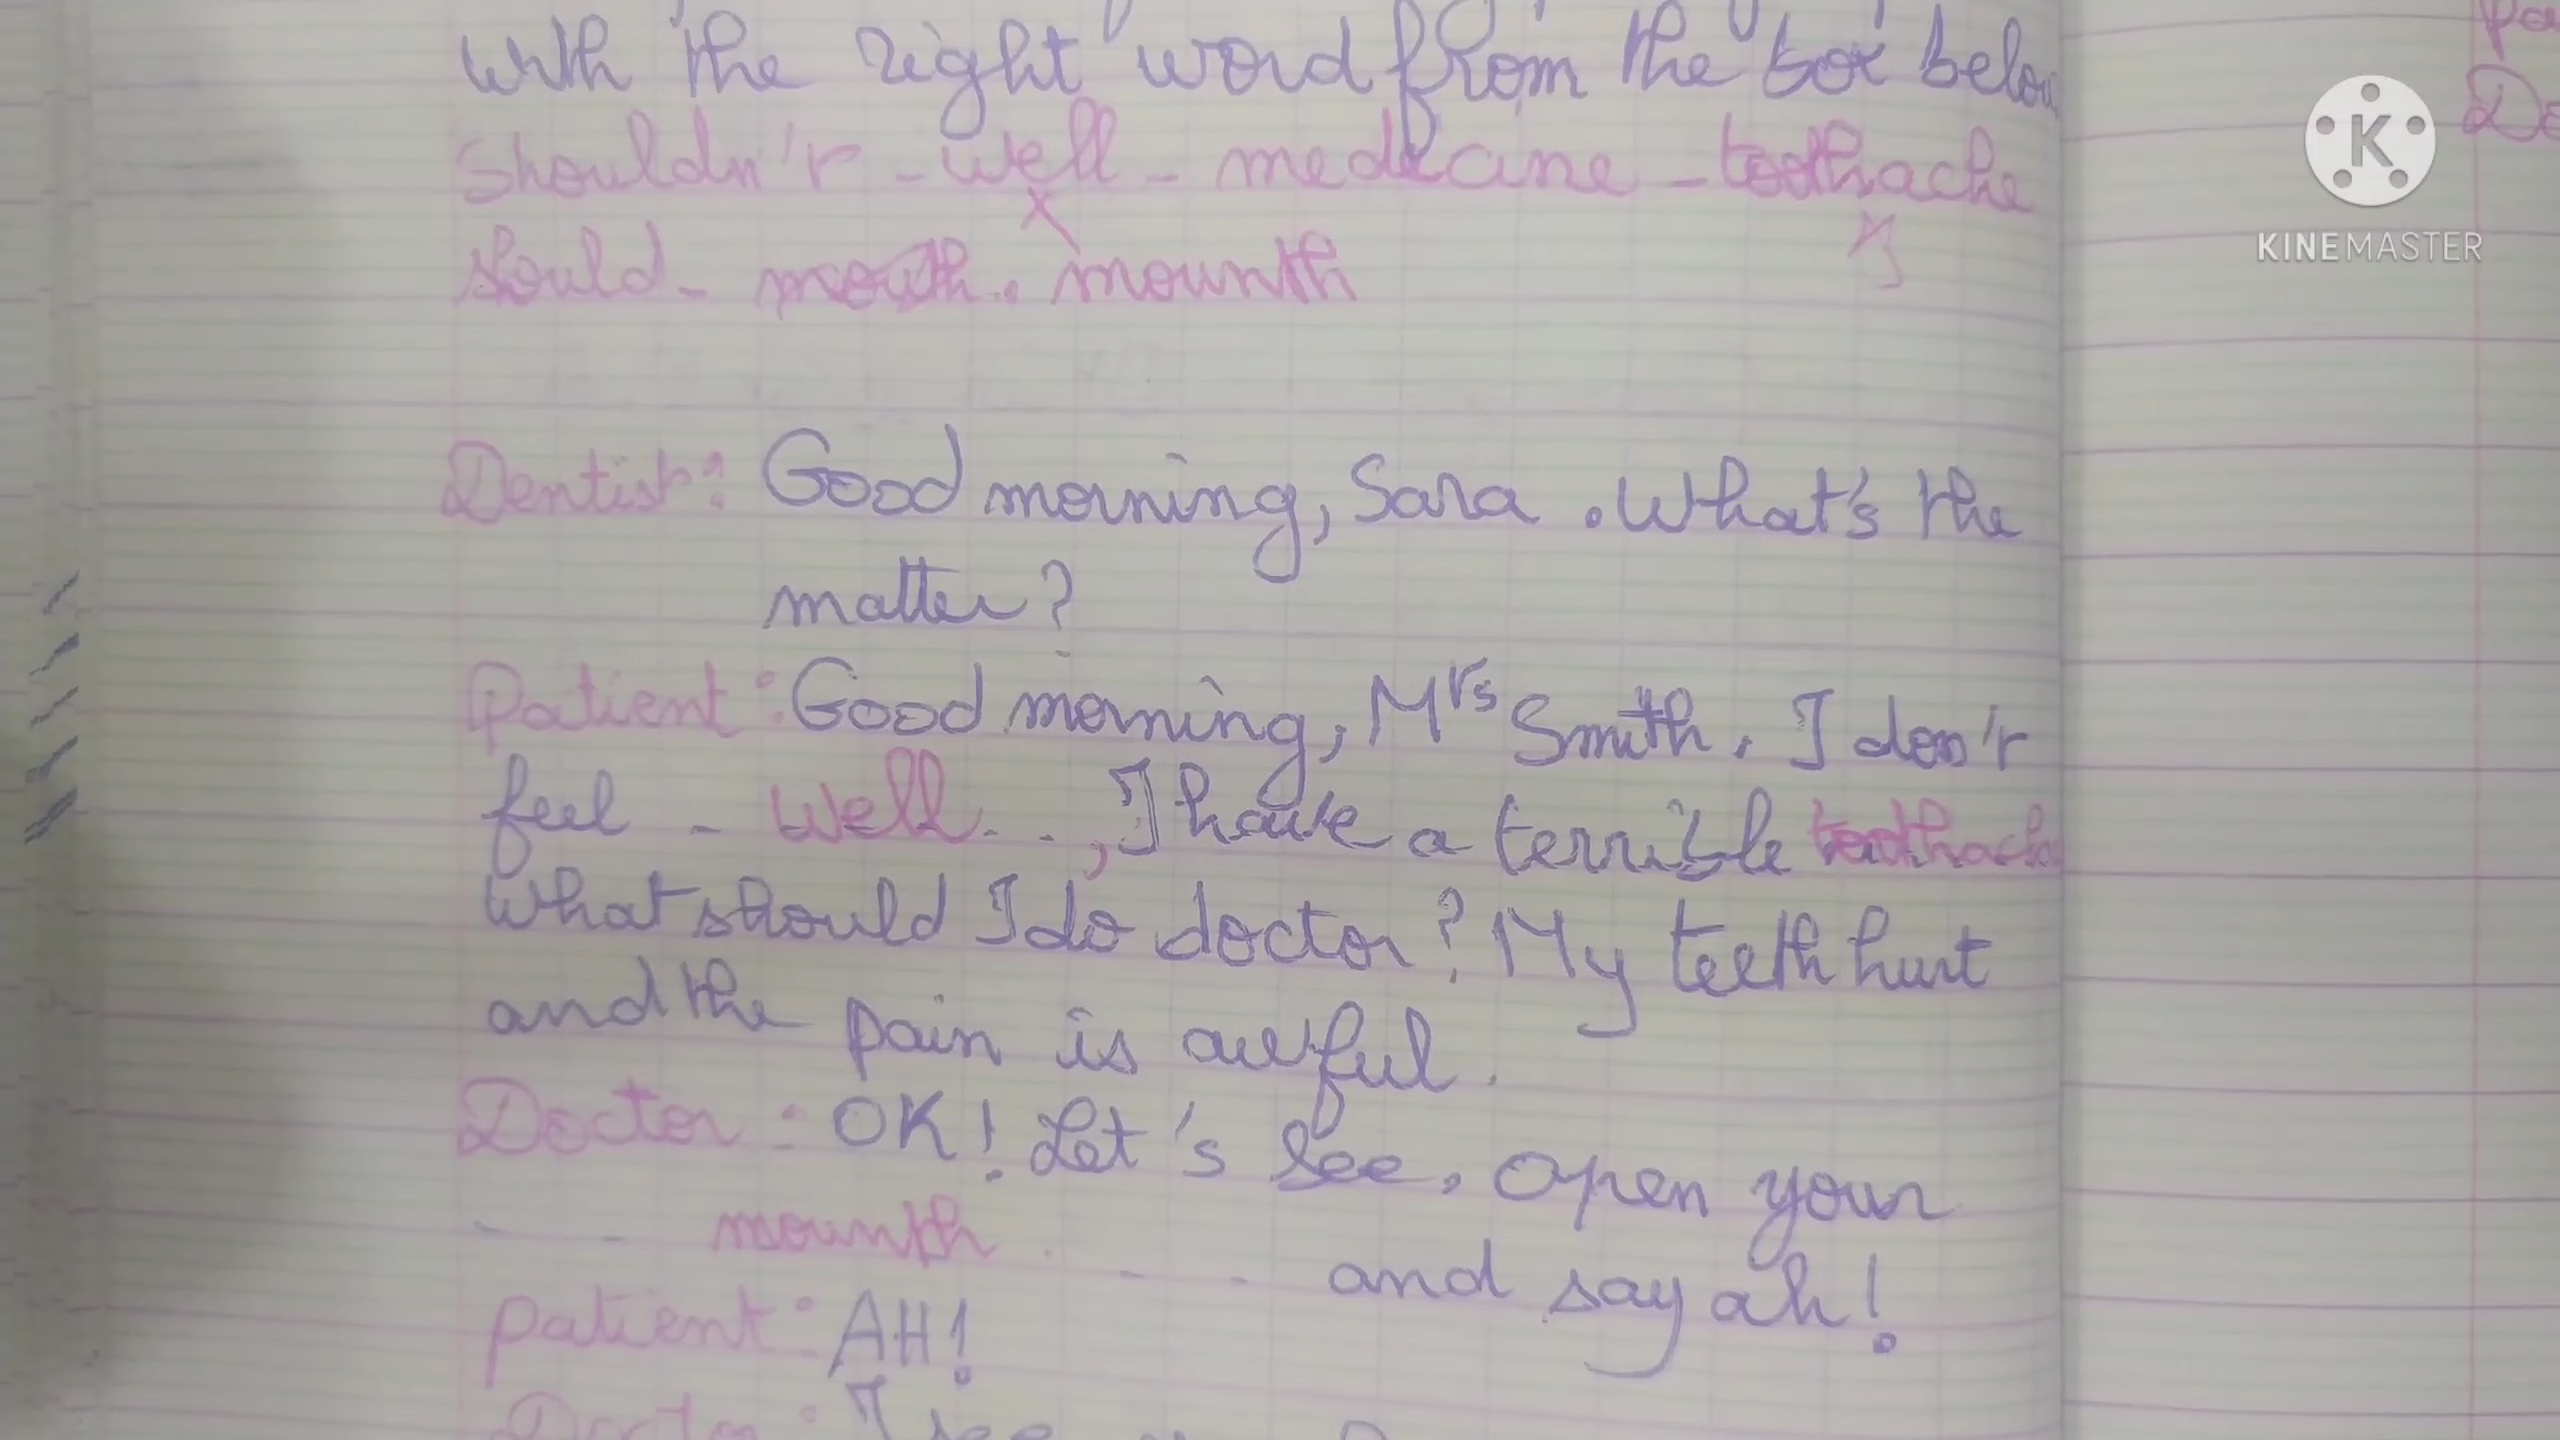 with the right word from the box below
shouldn't - well - medecine - toothache
should - mouth . mounth
Dentist: Good morning, Sara . What's the
matter?
Patient: Good morning, Mrs Smith. I don't
feel - well . . , I have a terrible toothache
What should I do doctor? My teeth hurt
and the pain is awful.
Doctor : OK! Let's see, open your
- - mounth . - - and say ah!
patient: AH!
Doctor: I see
KINEMASTER